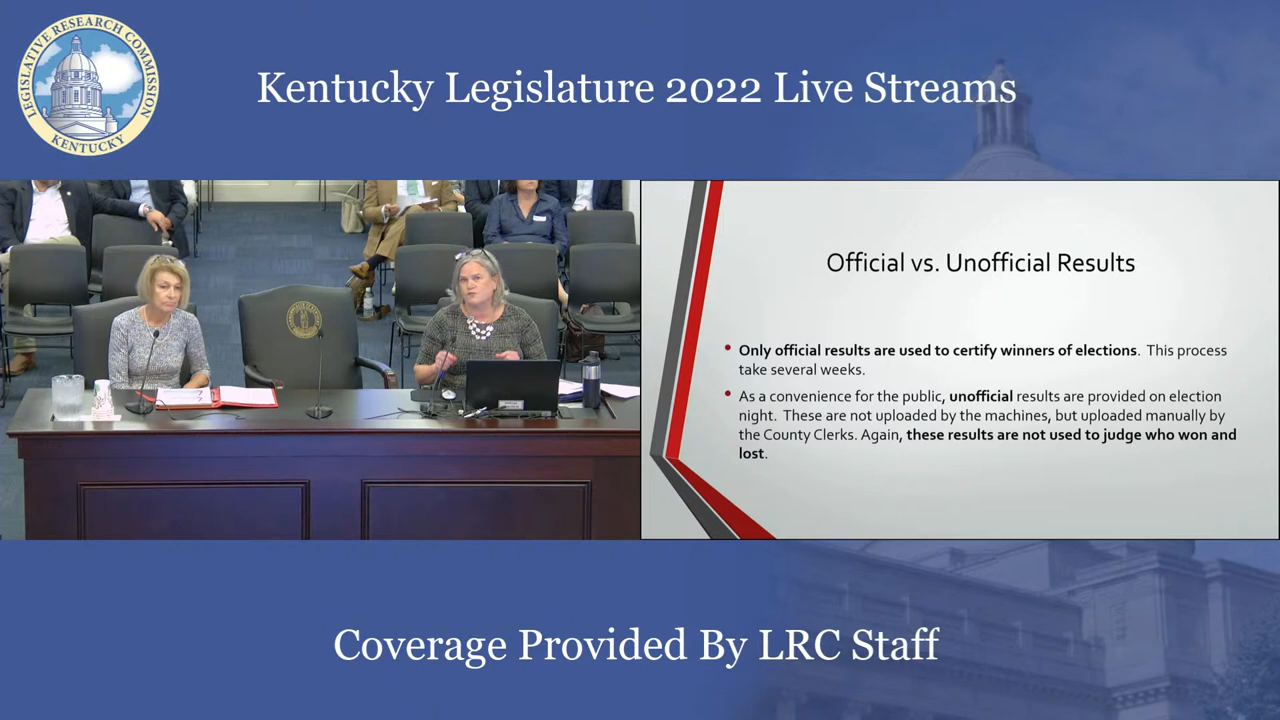 LEGISLATIVE RESEARCH COMMISSION
KENTUCKY
Kentucky Legislature 2022 Live Streams
Official vs. Unofficial Results
• Only official results are used to certify winners of elections. This process
take several weeks.
• As a convenience for the public, unofficial results are provided on election
night. These are not uploaded by the machines, but uploaded manually by
the County Clerks. Again, these results are not used to judge who won and
lost.
Coverage Provided By LRC Staff